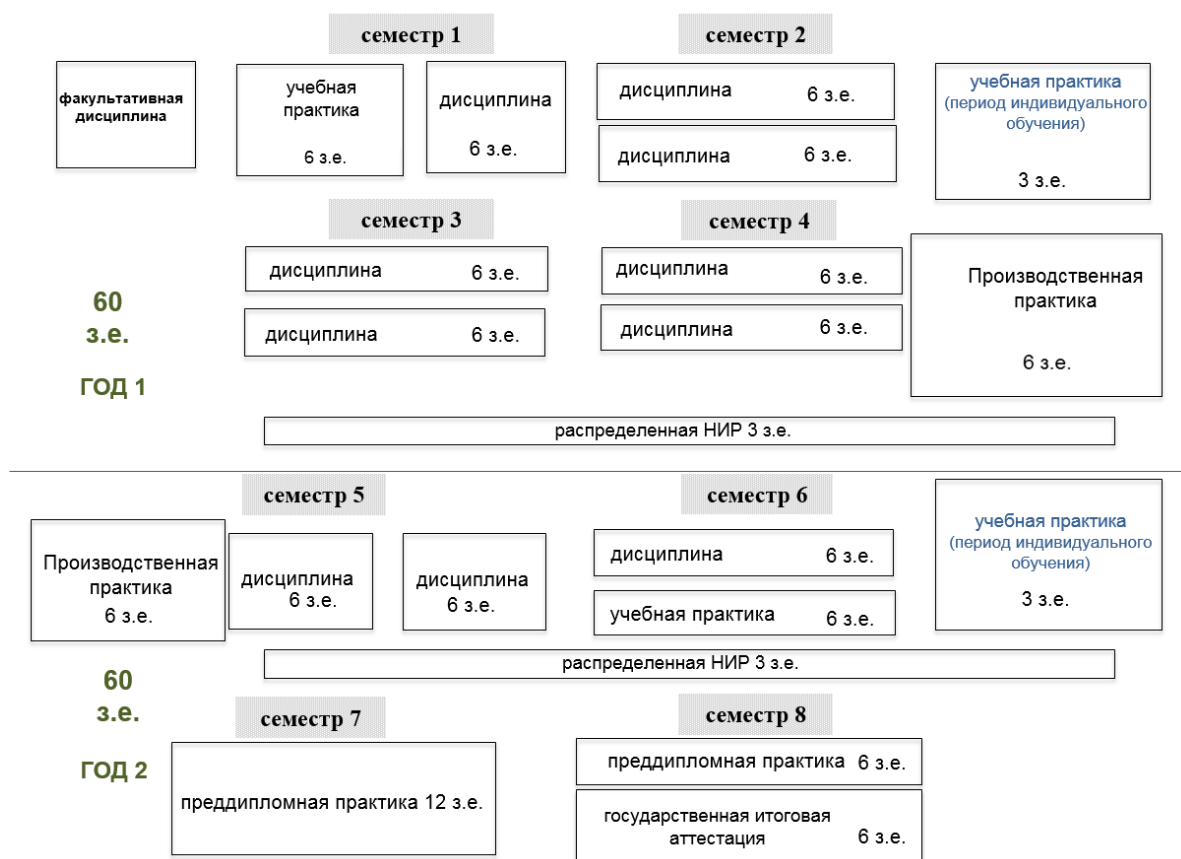 семестр 1
семестр 2
факультативная
дисциплина
учебная
практика
6 з.е.
дисциплина
6 з.е.
дисциплина 6 з.е.
дисциплина 6 з.е.
учебная практика
(период индивидуального
обучения)
3 з.е.
семестр 3
семестр 4
дисциплина 6 з.е.
дисциплина 6 з.е.
дисциплина 6 з.е.
дисциплина 6 з.е.
Производственная
практика
6 з.е.
60
з.е.
ГОД 1
распределенная НИР 3 з.е.
семестр 5
семестр 6
Производственная
практика
6 з.е.
дисциплина
6 з.е.
дисциплина
6 з.е.
дисциплина 6 з.е.
учебная практика 6 з.е.
учебная практика
(период индивидуального
обучения)
3 з.е.
распределенная НИР 3 з.е.
60
з.е.
ГОД 2
семестр 7
семестр 8
преддипломная практика 12 з.е.
преддипломная практика 6 з.е.
государственная итоговая
аттестация 6 з.е.